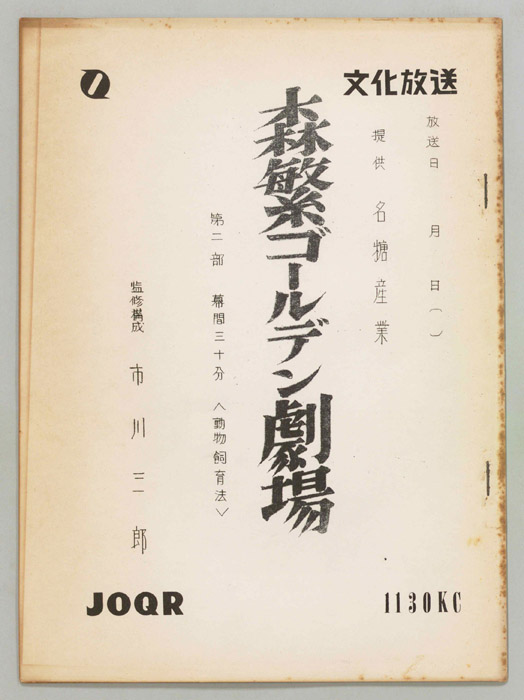 文化放送
放送日　月　日（　）
提供　名糖産業
森繁ゴールデン劇場
第二部　幕間三十分　〈動物飼育法〉
監修構成　市川三郎
JOQR
1130KC